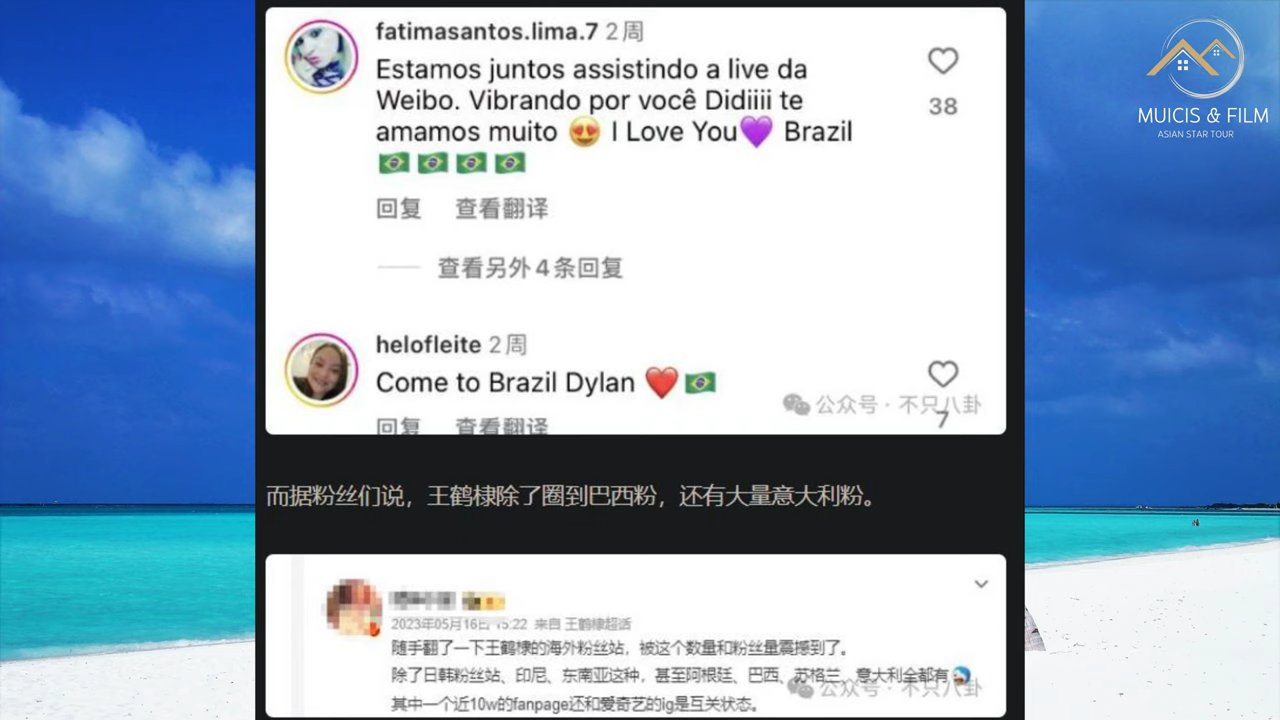 fatimasantos.lima.7 2周
Estamos juntos assistindo a live da
Weibo. Vibrando por você Didiiii te
amamos muito 😍 I Love You💜 Brazil
🇧🇷🇧🇷🇧🇷🇧🇷
38
回复 查看翻译
查看另外4条回复
helofleite 2周
Come to Brazil Dylan ❤️🇧🇷
7
公众号 · 不只八卦
回复 查看翻译
而据粉丝们说，王鹤棣除了圈到巴西粉，还有大量意大利粉。
2023年05月16日 15:22 来自 王鹤棣超话
随手翻了一下王鹤棣的海外粉丝站，被这个数量和粉丝量震撼到了。
除了日韩粉丝站、印尼、东南亚这种，甚至阿根廷、巴西、苏格兰、意大利全都有
公众号 · 不只八卦
其中一个近10w的fanpage还和爱奇艺的ig是互关状态。
MUICIS & FILM
ASIAN STAR TOUR